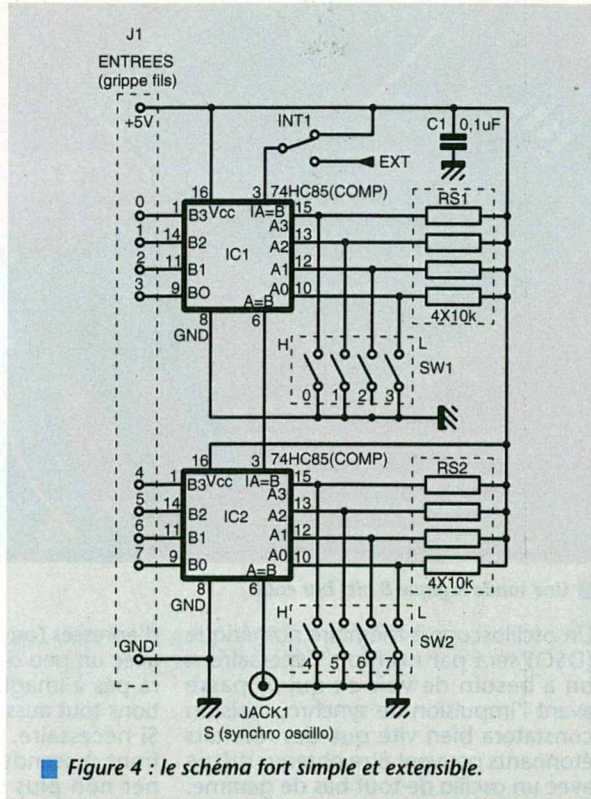 J1
ENTREES
(grippe fils)
+5V
INT1
C1 0,1uF
EXT
16 3 74HC85(COMP)
RS1
0 1 B3 Vcc IA=B 15
A3
1 14 B2 A2 13
IC1
2 11 B1 A1 12
3 9 BO A0 10
A=B
4X10k
8 6
GND
H L
SW1
0 1 2 3
16 3 74HC85(COMP)
RS2
4 1 B3 Vcc IA=B 15
A3
5 14 B2 A2 13
IC2
6 11 B1 A1 12
7 9 B0 A0 10
A=B
4X10k
8 6
GND
H L
SW2
4 5 6 7
GND
JACK1
S (synchro oscillo)
Figure 4 : le schéma fort simple et extensible.